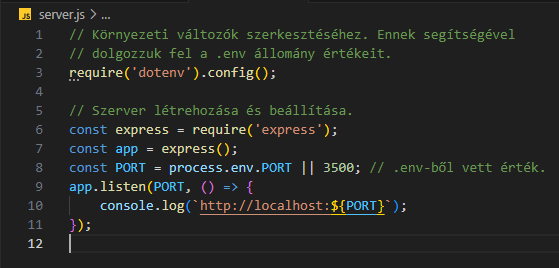 JS server.js > ...
1 // Környezeti változók szerkesztéséhez. Ennek segítségével
2 // dolgozzuk fel a .env állomány értékeit.
3 require('dotenv').config();
4
5 // Szerver létrehozása és beállítása.
6 const express = require('express');
7 const app = express();
8 const PORT = process.env.PORT || 3500; // .env-ből vett érték.
9 app.listen(PORT, () => {
10     console.log(`http://localhost:${PORT}`);
11 });
12